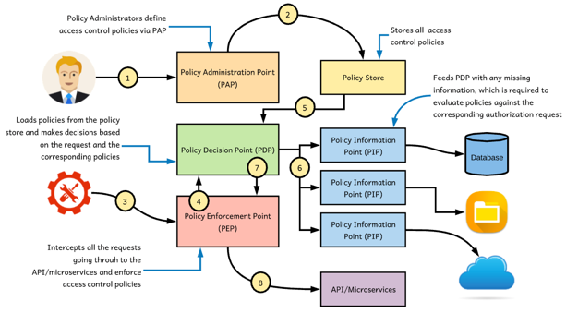 Policy Administrators define
access control policies via PAP
2
Stores all access
control policies
1
Policy Administration Point
(PAP)
Policy Store
Feeds PDP with any missing
information, which is required to
evaluate policies against the
corresponding authorization request
5
Loads policies from the policy
store and makes decisions based
on the request and the
corresponding policies
Policy Decision Point (PDF)
Policy Information
Point (PIF)
Database
7
6
Policy Information
Point (PIF)
3
4
Policy Enforcement Point
(PEP)
Policy Information
Point (PIF)
Intercepts all the requests
going through to the
API/microservices and enforce
access control policies
8
API/Microservices